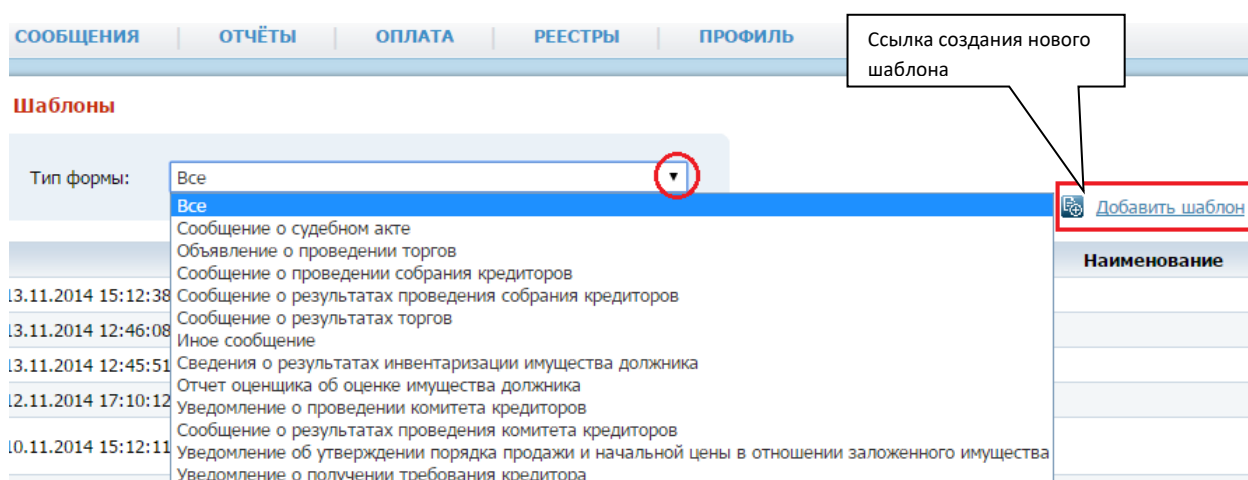 СООБЩЕНИЯ ОТЧЁТЫ ОПЛАТА РЕЕСТРЫ ПРОФИЛЬ
Ссылка создания нового
шаблона
Шаблоны
Тип формы: Все
Все
Добавить шаблон
Сообщение о судебном акте
Объявление о проведении торгов
Наименование
Сообщение о проведении собрания кредиторов
13.11.2014 15:12:38 Сообщение о результатах проведения собрания кредиторов
Сообщение о результатах торгов
13.11.2014 12:46:08
Иное сообщение
13.11.2014 12:45:51 Сведения о результатах инвентаризации имущества должника
Отчет оценщика об оценке имущества должника
12.11.2014 17:10:12
Уведомление о проведении комитета кредиторов
Сообщение о результатах проведения комитета кредиторов
10.11.2014 15:12:11 Уведомление об утверждении порядка продажи и начальной цены в отношении заложенного имущества
Уведомление о получении требования кредитора